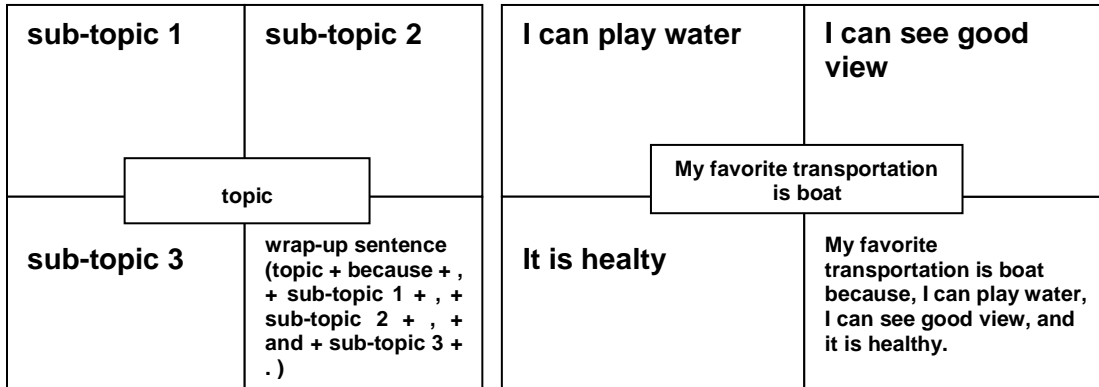 sub-topic 1
sub-topic 2
topic
sub-topic 3
wrap-up sentence
(topic + because + ,
+ sub-topic 1 + , +
sub-topic 2 + , +
and + sub-topic 3 +
. )
I can play water
I can see good
view
My favorite transportation
is boat
It is healty
My favorite
transportation is boat
because, I can play water,
I can see good view, and
it is healthy.